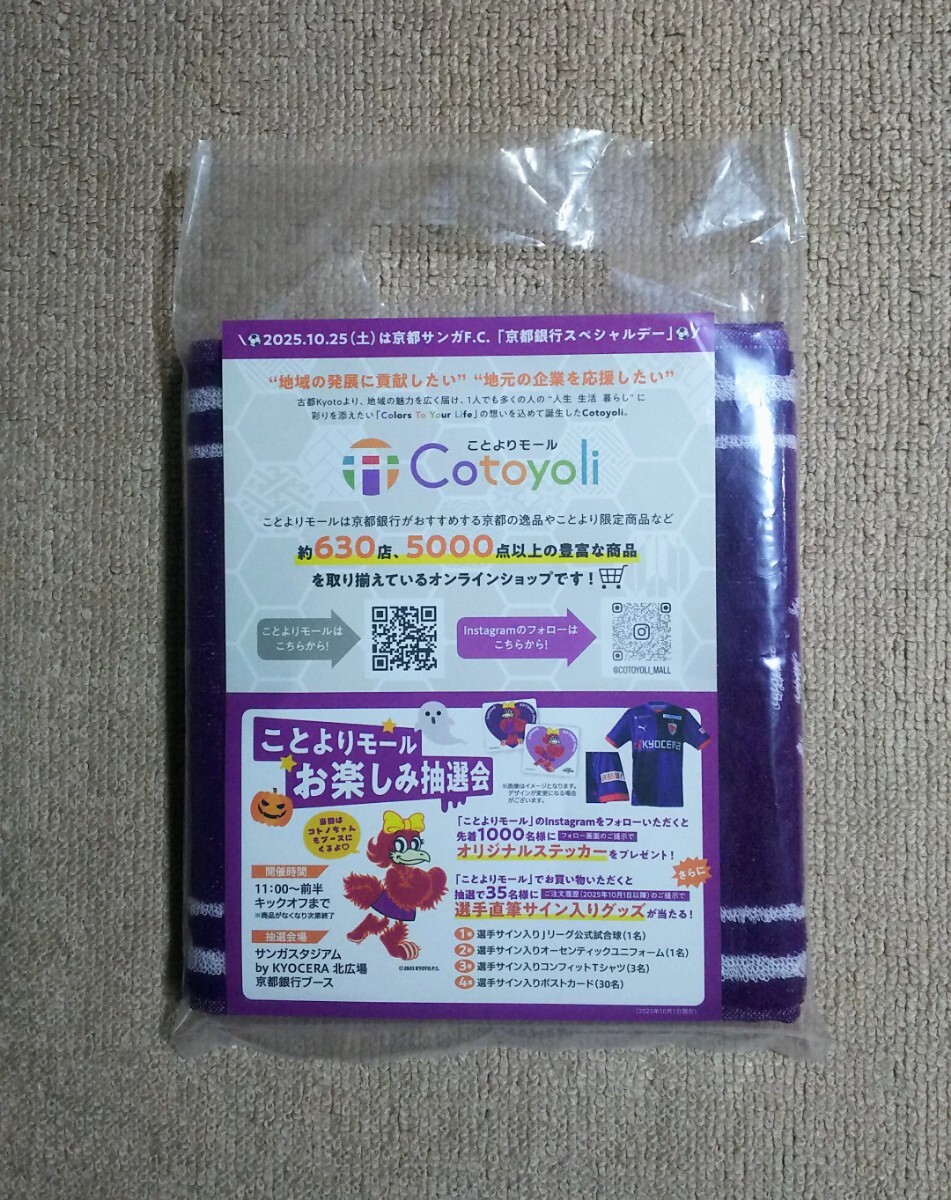 2025.10.25(土)は京都サンガF.C.「京都銀行スペシャルデー」
“地域の発展に貢献したい” “地元の企業を応援したい”
古都Kyotoより、地域の魅力を広く届け、1人でも多くの人の“人生 生活 暮らし”に
彩りを添えたい「Colors To Your Life」の想いを込めて誕生したCotoyoli。
ことよりモール
Cotoyoli
ことよりモールは京都銀行がおすすめする京都の逸品やことより限定商品など
約630店、5000点以上の豊富な商品
を取り揃えているオンラインショップです!
ことよりモールは
こちらから!
Instagramのフォローは
こちらから!
@COTOYOLI_MALL
ことよりモール
お楽しみ抽選会
KYOCERA
※画像はイメージとなります。
デザインが変更になる場合
がございます。
当日は
コトノちゃん
もブースに
くるよ♡
開催時間
11:00〜前半
キックオフまで
※商品がなくなり次第終了
抽選会場
サンガスタジアム
by KYOCERA 北広場
京都銀行ブース
「ことよりモール」のInstagramをフォローいただくと
先着1000名様に フォロー画面のご提示で
オリジナルステッカーをプレゼント!
さらに
「ことよりモール」でお買い物いただくと
抽選で35名様に ご注文履歴(2025年10月1日以降)のご提示で
選手直筆サイン入りグッズが当たる!
1等 選手サイン入りJリーグ公式試合球(1名)
2等 選手サイン入りオーセンティックユニフォーム(1名)
3等 選手サイン入りコンフィットTシャツ(3名)
4等 選手サイン入りポストカード(30名)
©2003 KYOTO.P.S.
(2025年10月1日現在)